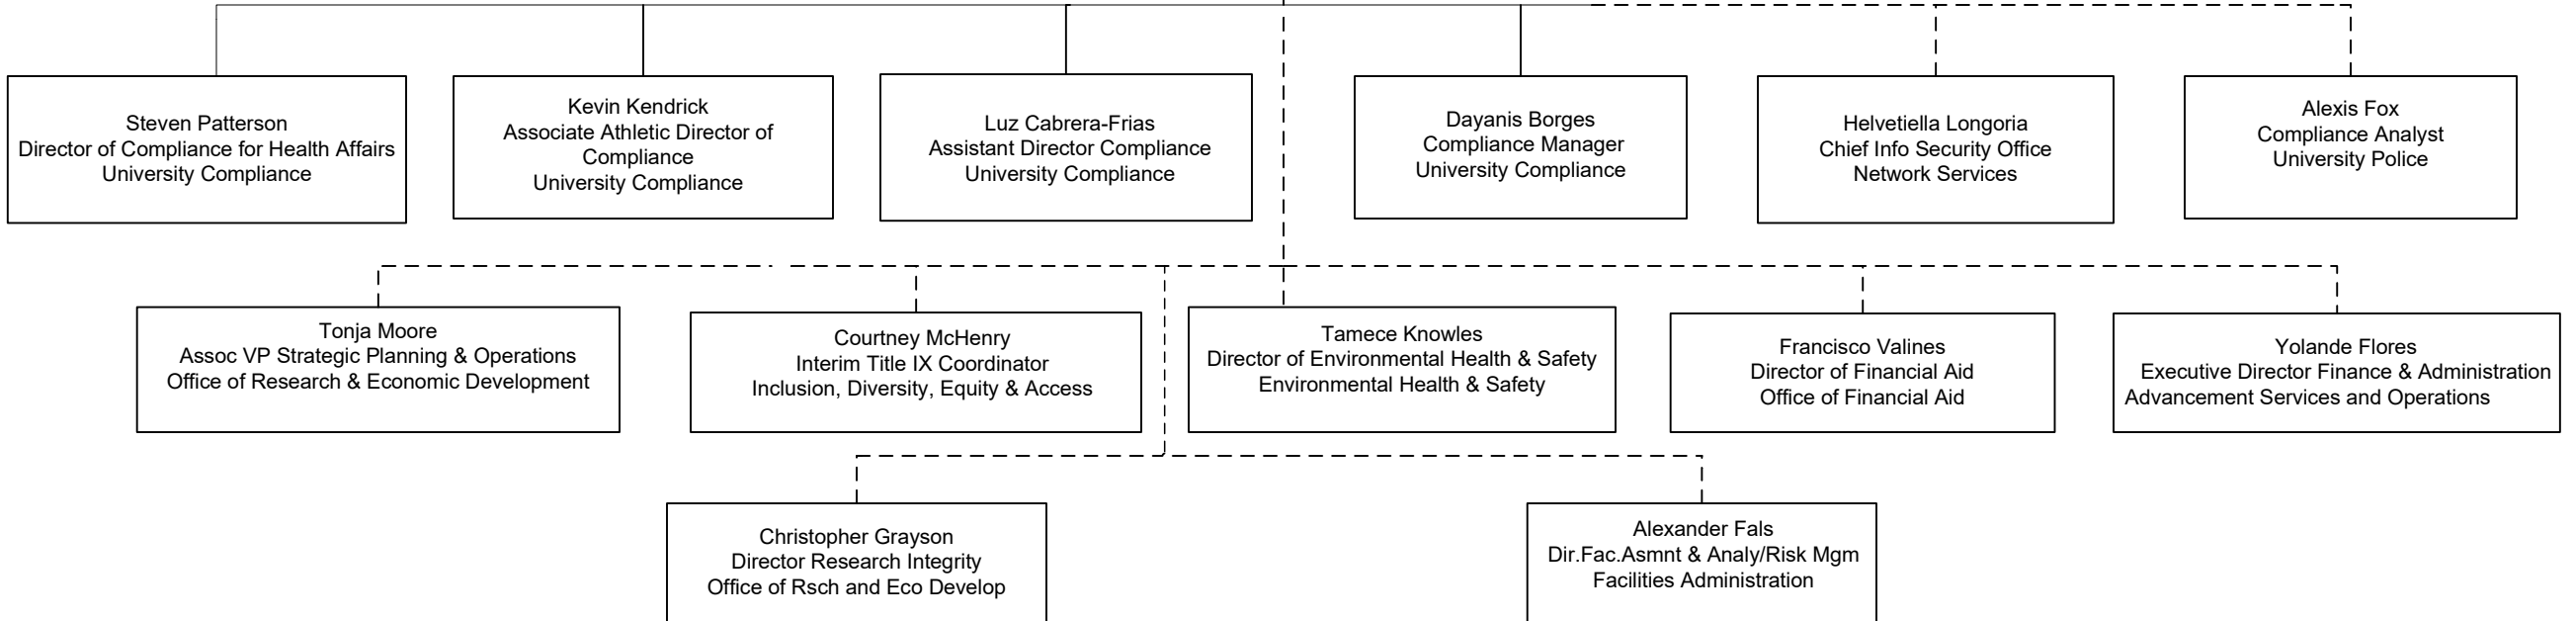 Steven Patterson
Director of Compliance for Health Affairs
University Compliance
Kevin Kendrick
Associate Athletic Director of
Compliance
University Compliance
Luz Cabrera-Frias
Assistant Director Compliance
University Compliance
Dayanis Borges
Compliance Manager
University Compliance
Helvetiella Longoria
Chief Info Security Office
Network Services
Alexis Fox
Compliance Analyst
University Police
Tonja Moore
Assoc VP Strategic Planning & Operations
Office of Research & Economic Development
Courtney McHenry
Interim Title IX Coordinator
Inclusion, Diversity, Equity & Access
Tamece Knowles
Director of Environmental Health & Safety
Environmental Health & Safety
Francisco Valines
Director of Financial Aid
Office of Financial Aid
Yolande Flores
Executive Director Finance & Administration
Advancement Services and Operations
Christopher Grayson
Director Research Integrity
Office of Rsch and Eco Develop
Alexander Fals
Dir.Fac.Asmnt & Analy/Risk Mgm
Facilities Administration